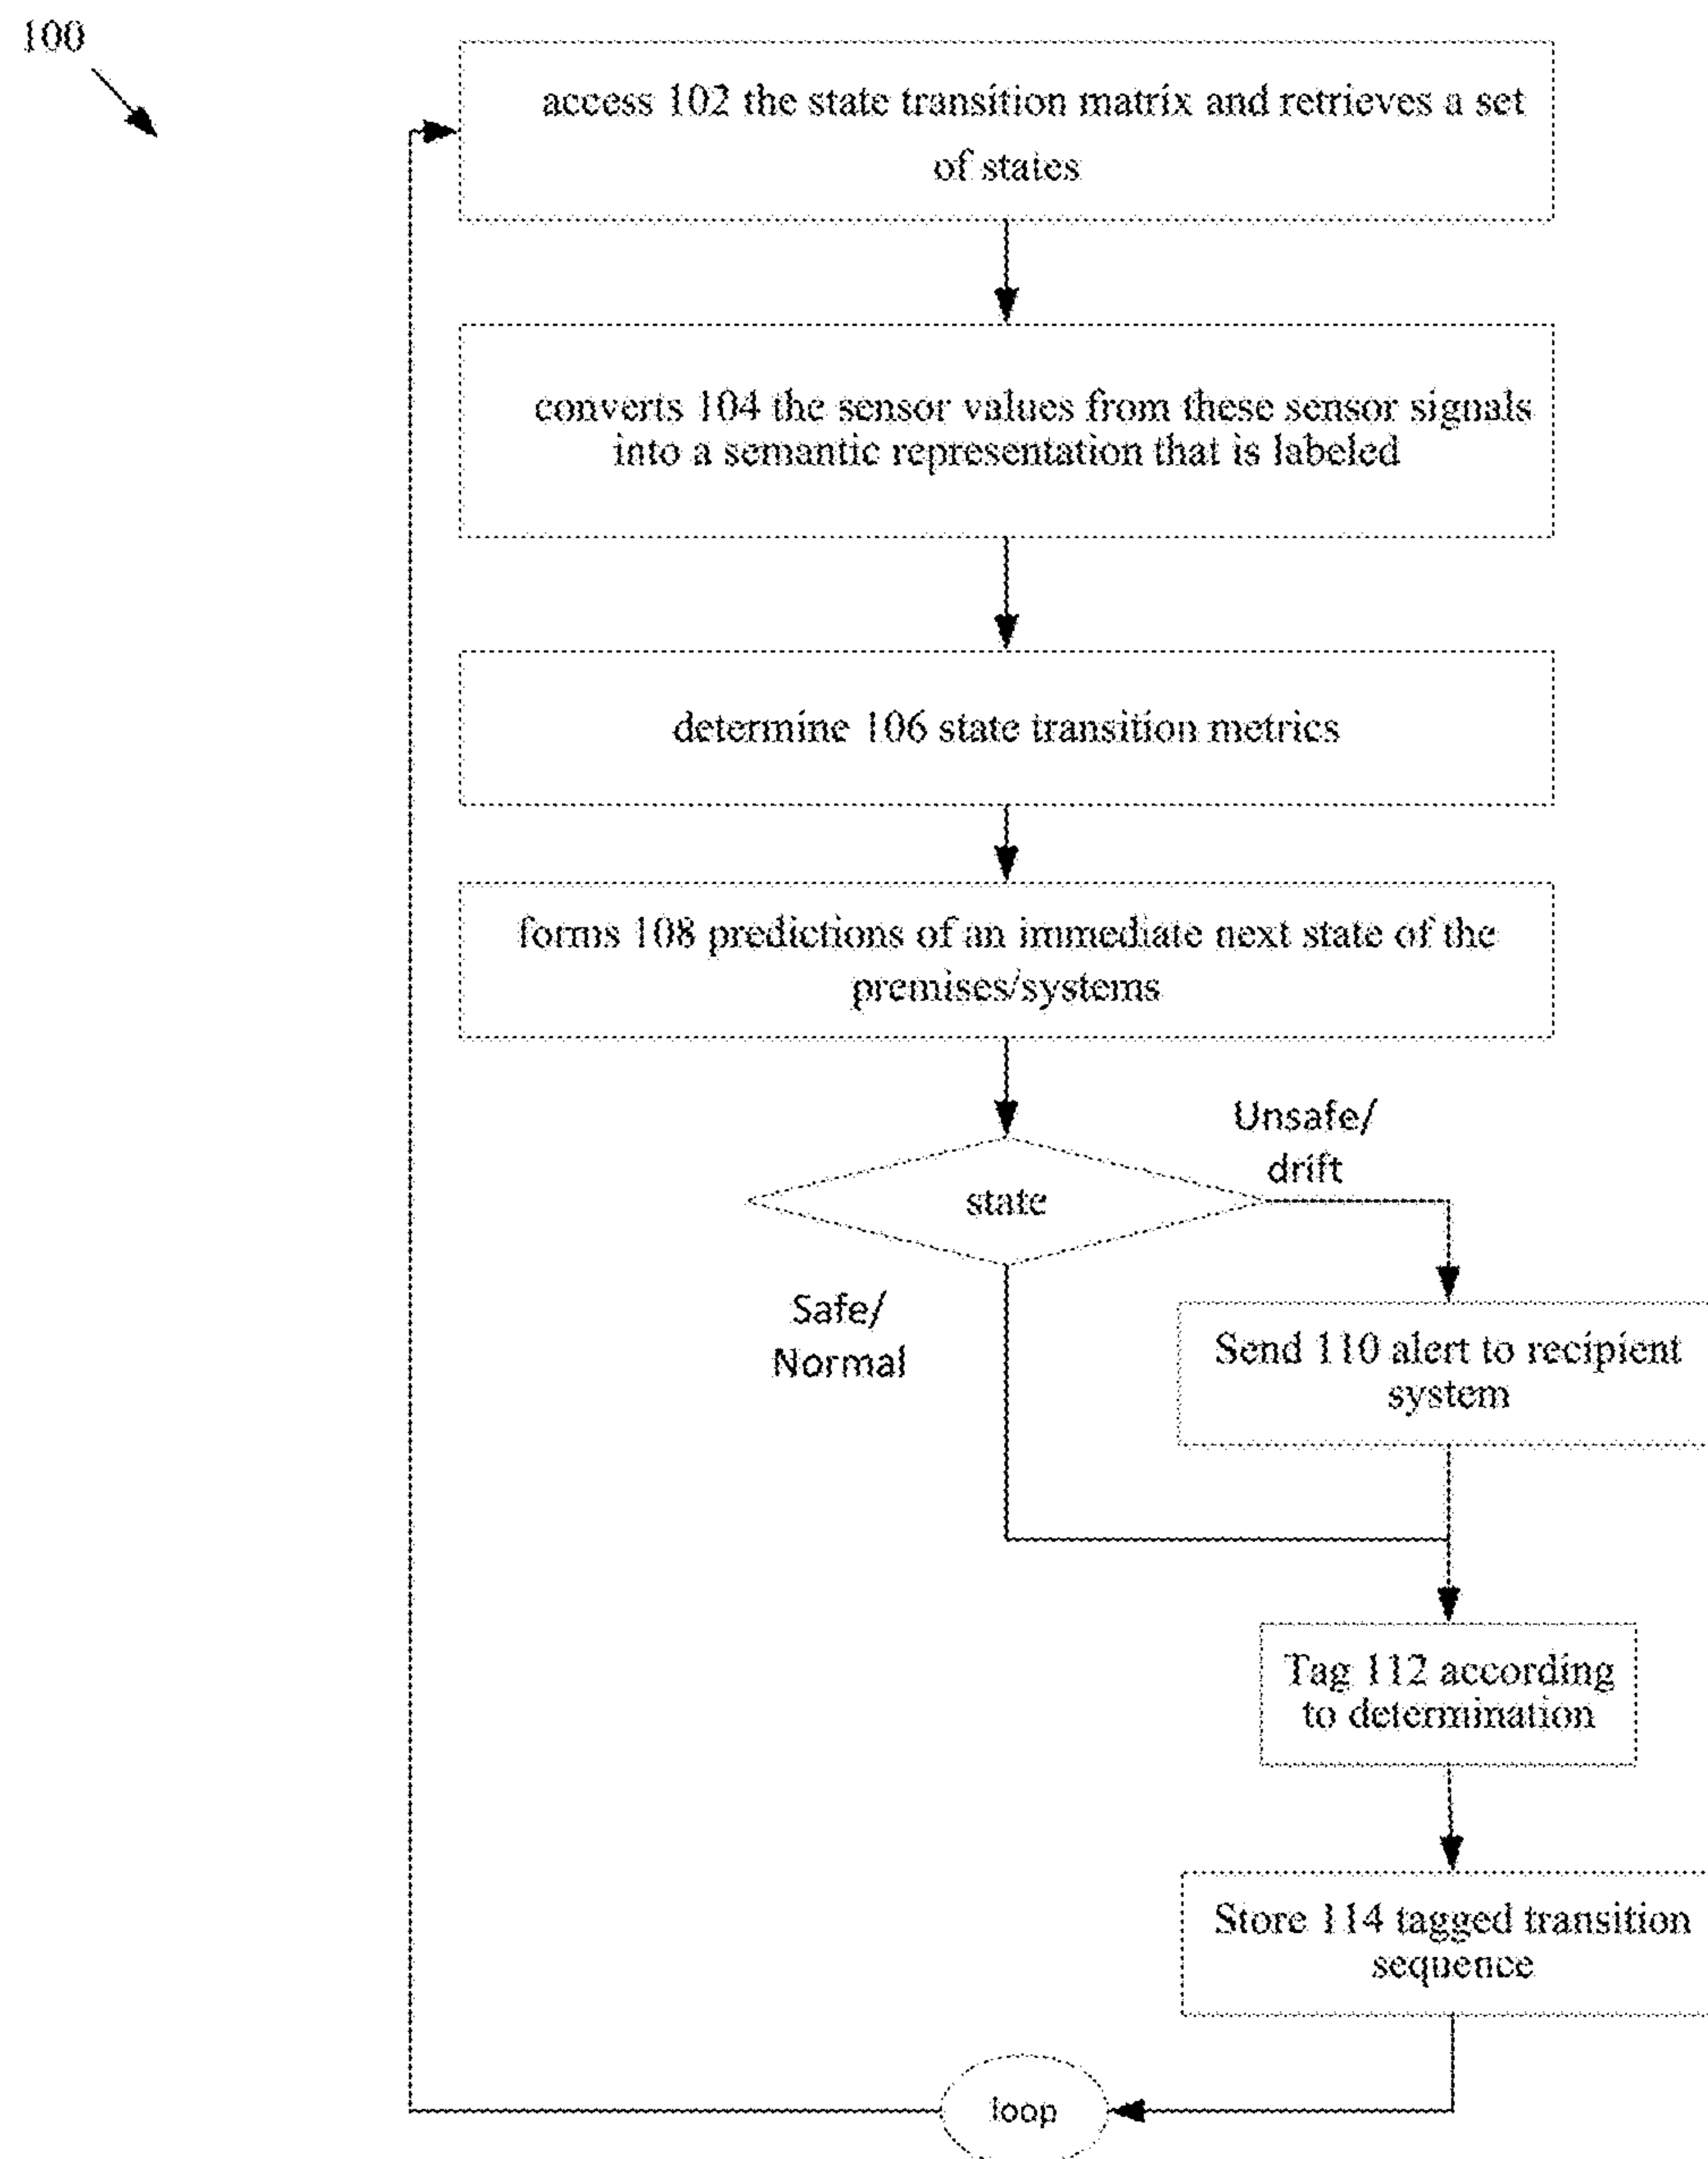 100
access 102 the state transition matrix and retrieves a set
of states
converts 104 the sensor values from these sensor signals
into a semantic representation that is labeled
determine 106 state transition metrics
forms 108 predictions of an immediate next state of the
premises/systems
Unsafe/
drift
state
Safe/
Normal
Send 110 alert to recipient
system
Tag 112 according
to determination
Store 114 tagged transition
sequence
loop